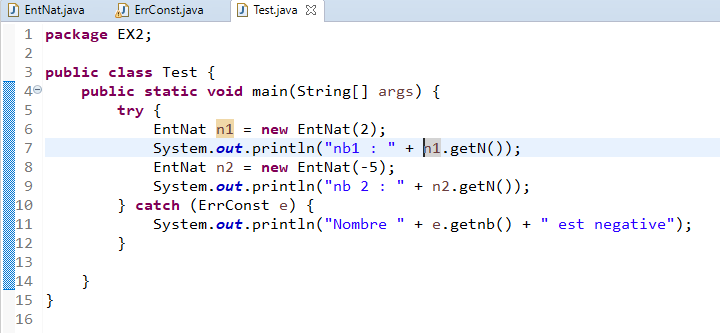 EntNat.java ErrConst.java Test.java
1 package EX2;
2
3 public class Test {
4 public static void main(String[] args) {
5 try {
6 EntNat n1 = new EntNat(2);
7 System.out.println("nb1 : " + n1.getN());
8 EntNat n2 = new EntNat(-5);
9 System.out.println("nb 2 : " + n2.getN());
10 } catch (ErrConst e) {
11 System.out.println("Nombre " + e.getnb() + " est negative");
12 }
13
14 }
15 }
16